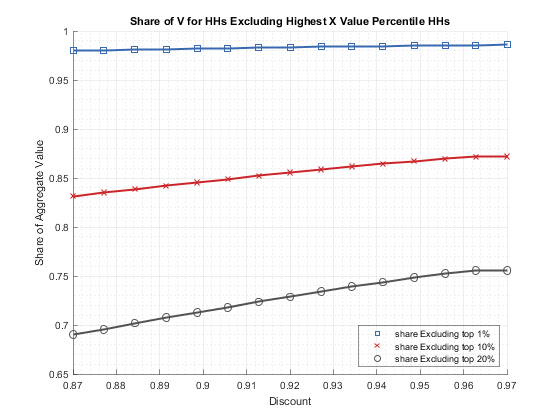 Share of V for HHs Excluding Highest X Value Percentile HHs
1
0.95
0.9
0.85
0.8
0.75
0.7
0.65
Share of Aggregate Value
share Excluding top 1%
share Excluding top 10%
share Excluding top 20%
0.87 0.88 0.89 0.9 0.91 0.92 0.93 0.94 0.95 0.96 0.97
Discount